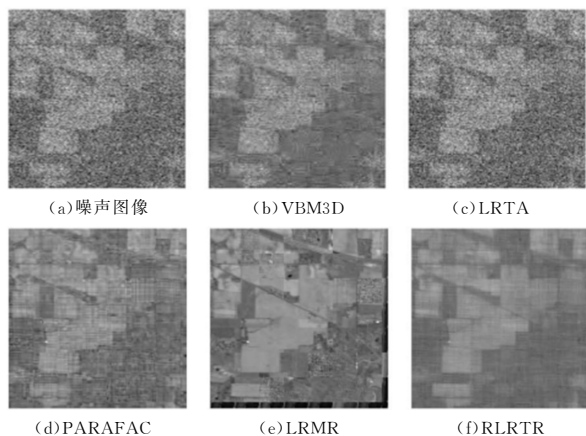 (a)噪声图像
(b)VBM3D
(c)LRTA
(d)PARAFAC
(e)LRMR
(f)RLRTR